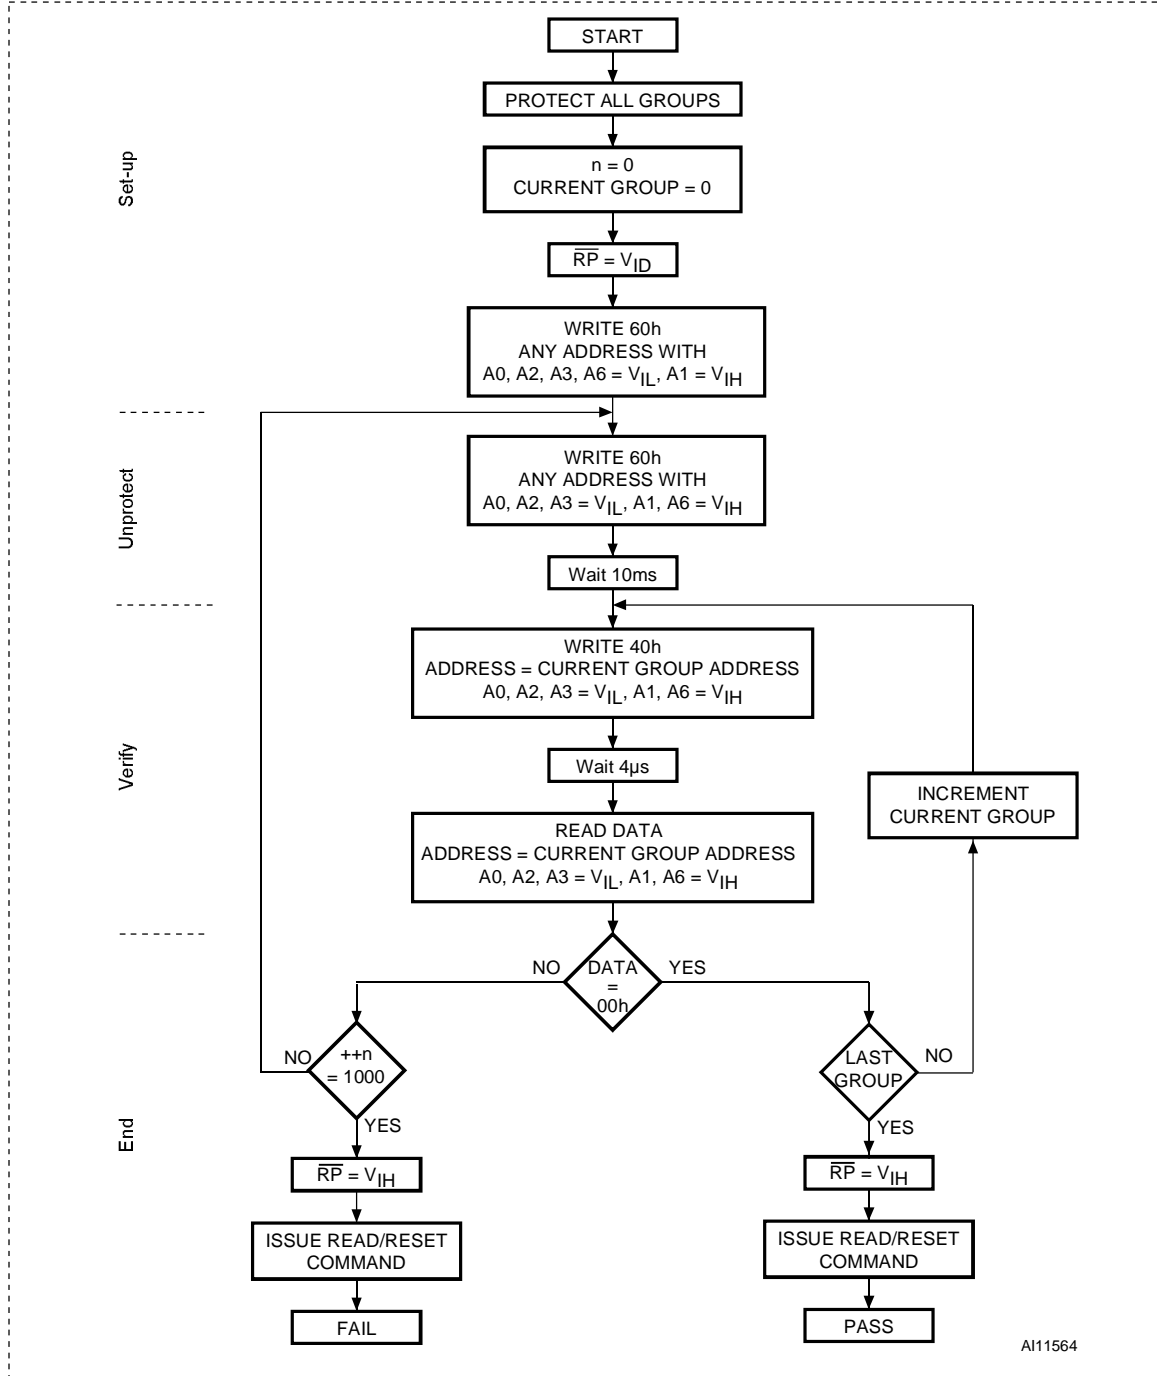 START
PROTECT ALL GROUPS
Set-up
n = 0
CURRENT GROUP = 0
RP = VID
WRITE 60h
ANY ADDRESS WITH
A0, A2, A3, A6 = VIL, A1 = VIH
Unprotect
WRITE 60h
ANY ADDRESS WITH
A0, A2, A3 = VIL, A1, A6 = VIH
Wait 10ms
Verify
WRITE 40h
ADDRESS = CURRENT GROUP ADDRESS
A0, A2, A3 = VIL, A1, A6 = VIH
Wait 4µs
INCREMENT
CURRENT GROUP
READ DATA
ADDRESS = CURRENT GROUP ADDRESS
A0, A2, A3 = VIL, A1, A6 = VIH
End
NO
DATA
=
00h
YES
NO
++n
= 1000
YES
LAST
GROUP
NO
YES
RP = VIH
RP = VIH
ISSUE READ/RESET
COMMAND
ISSUE READ/RESET
COMMAND
FAIL
PASS
AI11564